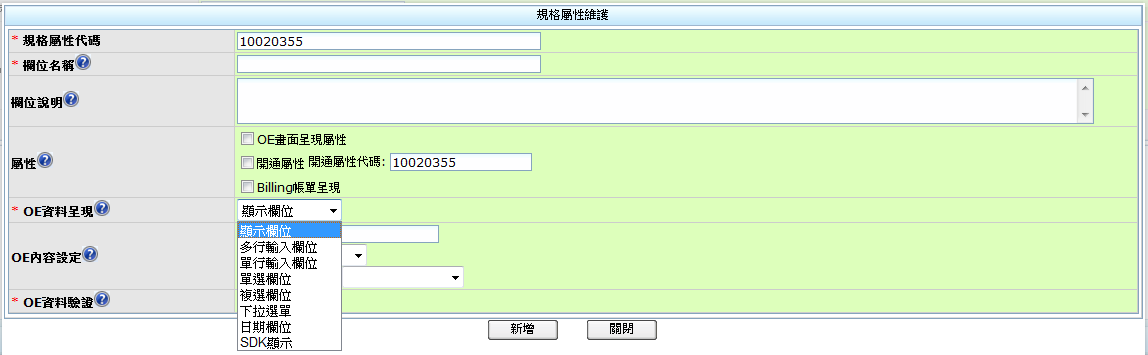 規格屬性維護
* 規格屬性代碼 10020355
* 欄位名稱
欄位說明
屬性
OE畫面呈現屬性
開通屬性 開通屬性代碼: 10020355
Billing帳單呈現
* OE資料呈現 顯示欄位
顯示欄位
多行輸入欄位
單行輸入欄位
OE內容設定
單選欄位
複選欄位
* OE資料驗證
下拉選單
日期欄位
SDK顯示
新增 關閉